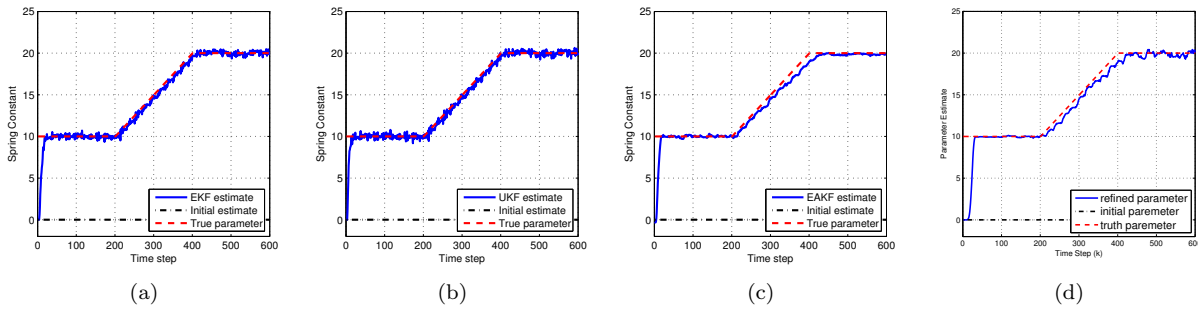 25
20
15
10
5
0
Spring Constant
0 100 200 300 400 500 600
Time step
EKF estimate
Initial estimate
True parameter
(a)
25
20
15
10
5
0
Spring Constant
0 100 200 300 400 500 600
Time step
UKF estimate
Initial estimate
True parameter
(b)
25
20
15
10
5
0
Spring Constant
0 100 200 300 400 500 600
Time step
EAKF estimate
Initial estimate
True parameter
(c)
25
20
15
10
5
0
Parameter Estimate
0 100 200 300 400 500 600
Time Step (k)
refined parameter
initial paremeter
truth paremeter
(d)